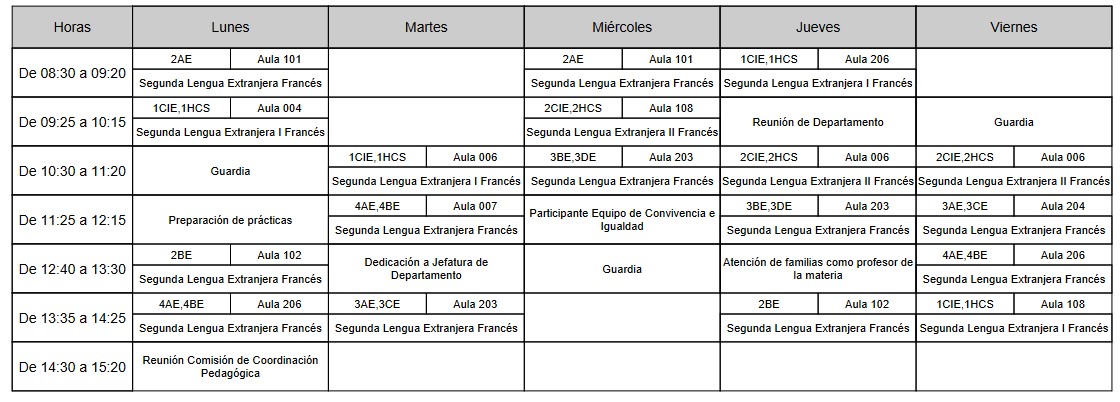 Horas Lunes Martes Miércoles Jueves Viernes
De 08:30 a 09:20
2AE Aula 101
Segunda Lengua Extranjera Francés
2AE Aula 101
Segunda Lengua Extranjera Francés
1CIE,1HCS Aula 206
Segunda Lengua Extranjera I Francés
De 09:25 a 10:15
1CIE,1HCS Aula 004
Segunda Lengua Extranjera I Francés
2CIE,2HCS Aula 108
Segunda Lengua Extranjera II Francés
Reunión de Departamento
Guardia
De 10:30 a 11:20
Guardia
1CIE,1HCS Aula 006
Segunda Lengua Extranjera I Francés
3BE,3DE Aula 203
Segunda Lengua Extranjera Francés
2CIE,2HCS Aula 006
Segunda Lengua Extranjera II Francés
2CIE,2HCS Aula 006
Segunda Lengua Extranjera II Francés
De 11:25 a 12:15
Preparación de prácticas
4AE,4BE Aula 007
Segunda Lengua Extranjera Francés
Participante Equipo de Convivencia e
Igualdad
3BE,3DE Aula 203
Segunda Lengua Extranjera Francés
3AE,3CE Aula 204
Segunda Lengua Extranjera Francés
De 12:40 a 13:30
2BE Aula 102
Segunda Lengua Extranjera Francés
Dedicación a Jefatura de
Departamento
Guardia
Atención de familias como profesor de
la materia
4AE,4BE Aula 206
Segunda Lengua Extranjera Francés
De 13:35 a 14:25
4AE,4BE Aula 206
Segunda Lengua Extranjera Francés
3AE,3CE Aula 203
Segunda Lengua Extranjera Francés
2BE Aula 102
Segunda Lengua Extranjera Francés
1CIE,1HCS Aula 108
Segunda Lengua Extranjera I Francés
De 14:30 a 15:20
Reunión Comisión de Coordinación
Pedagógica